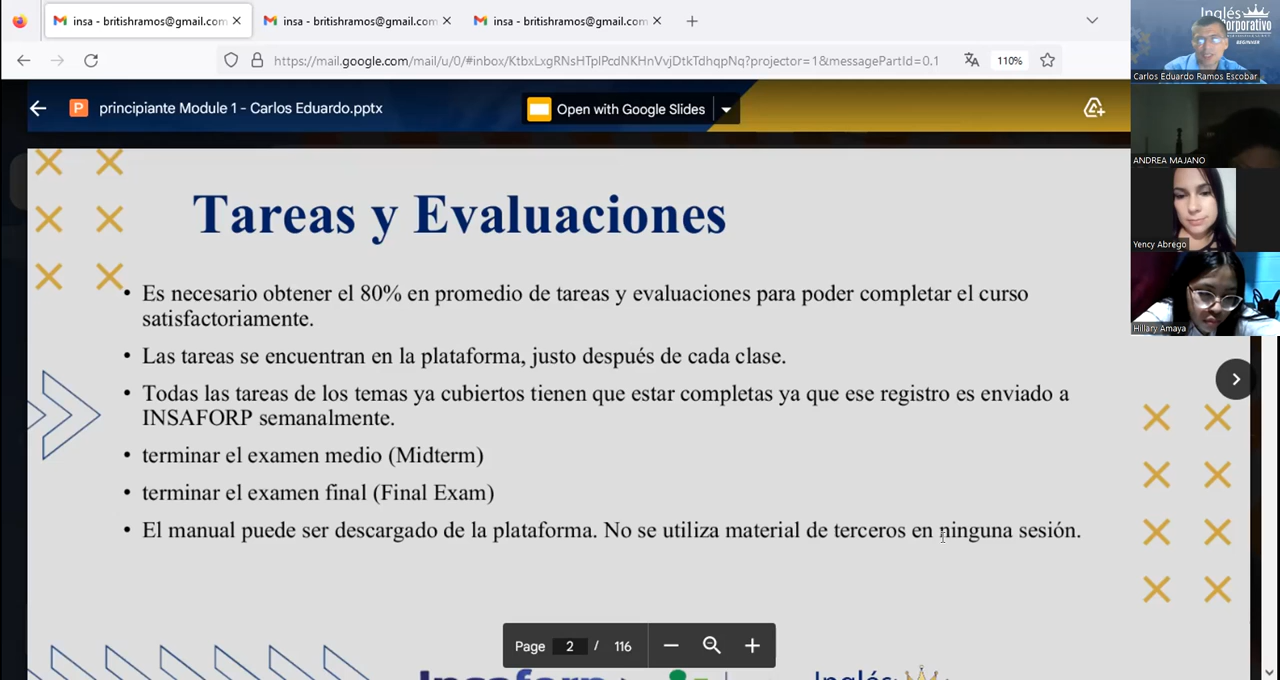 insa - britishramos@gmail.com
insa - britishramos@gmail.com
insa - britishramos@gmail.com
https://mail.google.com/mail/u/0/#inbox/KtbxLxgRNsHTplPcdNKHnVvjDtkTdhqpNq?projector=1&messagePartId=0.1
110%
P principiante Module 1 - Carlos Eduardo.pptx
Open with Google Slides
Inglés
Corporativo
BEGINNER
Carlos Eduardo Ramos Escobar
ANDREA MAJANO
Yency Abrego
Hillary Amaya
Tareas y Evaluaciones
• Es necesario obtener el 80% en promedio de tareas y evaluaciones para poder completar el curso
satisfactoriamente.
• Las tareas se encuentran en la plataforma, justo después de cada clase.
• Todas las tareas de los temas ya cubiertos tienen que estar completas ya que ese registro es enviado a
INSAFORP semanalmente.
• terminar el examen medio (Midterm)
• terminar el examen final (Final Exam)
• El manual puede ser descargado de la plataforma. No se utiliza material de terceros en ninguna sesión.
Page 2 / 116
Insaforp
Inglés